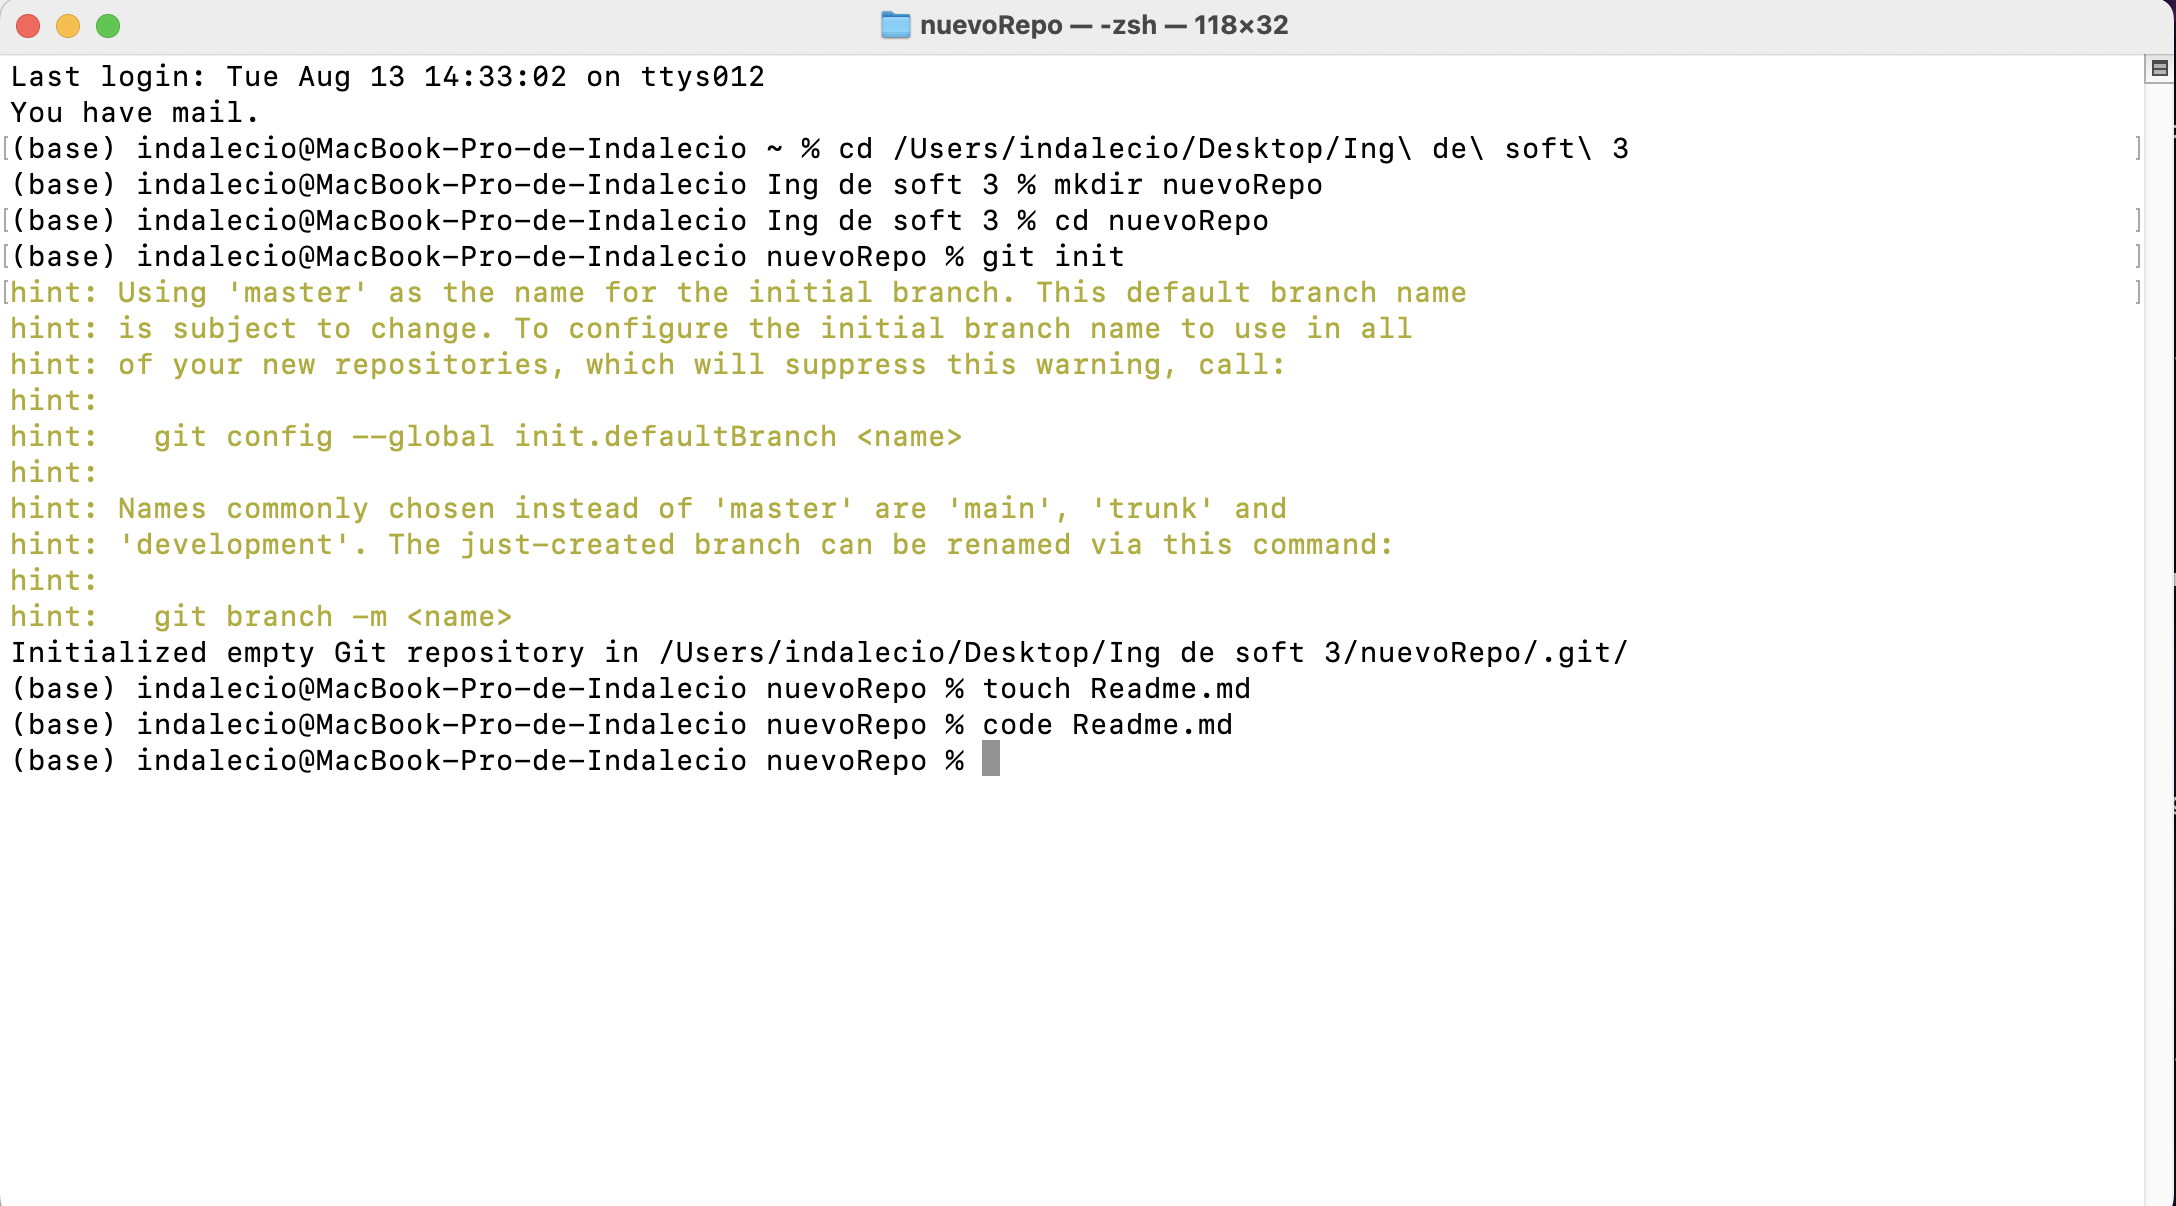 nuevoRepo — -zsh — 118×32
Last login: Tue Aug 13 14:33:02 on ttys012
You have mail.
[(base) indalecio@MacBook-Pro-de-Indalecio ~ % cd /Users/indalecio/Desktop/Ing\ de\ soft\ 3 ]
(base) indalecio@MacBook-Pro-de-Indalecio Ing de soft 3 % mkdir nuevoRepo
[(base) indalecio@MacBook-Pro-de-Indalecio Ing de soft 3 % cd nuevoRepo ]
[(base) indalecio@MacBook-Pro-de-Indalecio nuevoRepo % git init ]
[hint: Using 'master' as the name for the initial branch. This default branch name ]
hint: is subject to change. To configure the initial branch name to use in all
hint: of your new repositories, which will suppress this warning, call:
hint:
hint:   git config --global init.defaultBranch <name>
hint:
hint: Names commonly chosen instead of 'master' are 'main', 'trunk' and
hint: 'development'. The just-created branch can be renamed via this command:
hint:
hint:   git branch -m <name>
Initialized empty Git repository in /Users/indalecio/Desktop/Ing de soft 3/nuevoRepo/.git/
(base) indalecio@MacBook-Pro-de-Indalecio nuevoRepo % touch Readme.md
(base) indalecio@MacBook-Pro-de-Indalecio nuevoRepo % code Readme.md
(base) indalecio@MacBook-Pro-de-Indalecio nuevoRepo %